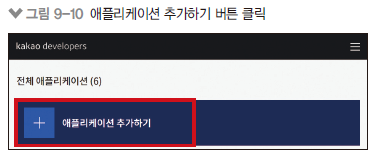 그림 9-10 애플리케이션 추가하기 버튼 클릭
kakao developers
전체 애플리케이션 (6)
애플리케이션 추가하기